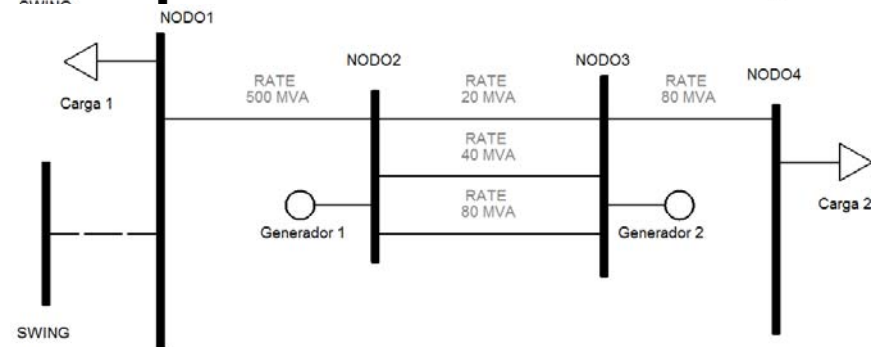 NODO1
NODO2
NODO3
NODO4
RATE
500 MVA
RATE
20 MVA
RATE
80 MVA
Carga 1
RATE
40 MVA
RATE
80 MVA
Carga 2
Generador 1
Generador 2
SWING